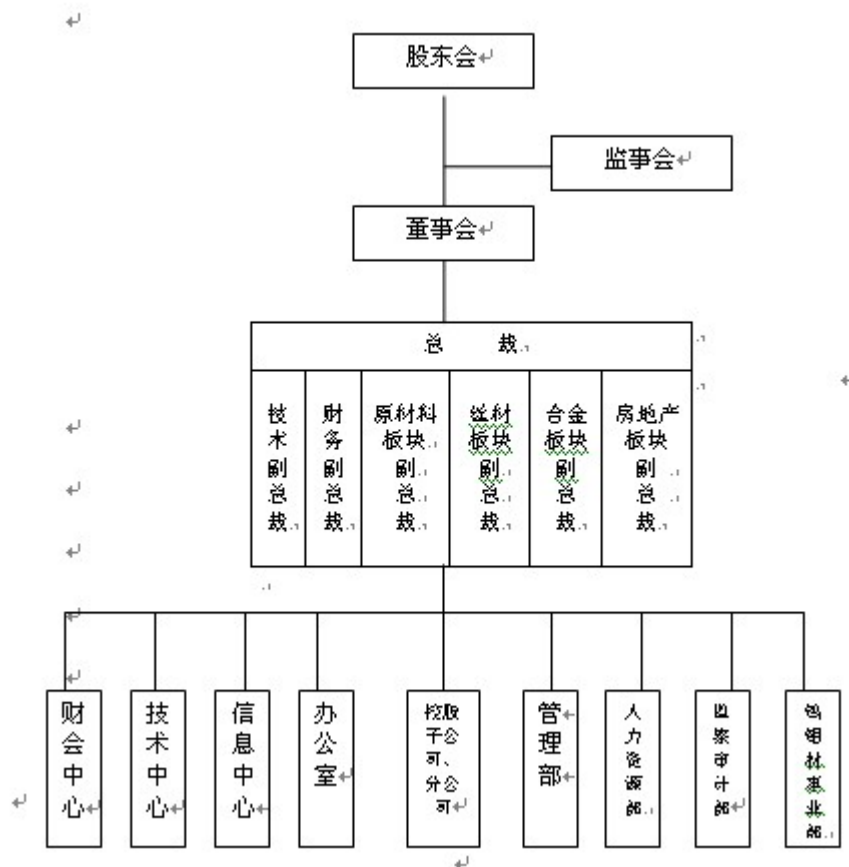 股东会
监事会
董事会
总 裁
技术副总裁
财务副总裁
原材料板块副总裁
板块副总裁
合金板块副总裁
房地产板块副总裁
财会中心
技术中心
信息中心
办公室
控股子公司、分公司
管理部
人力资源部
监察审计部
事业部